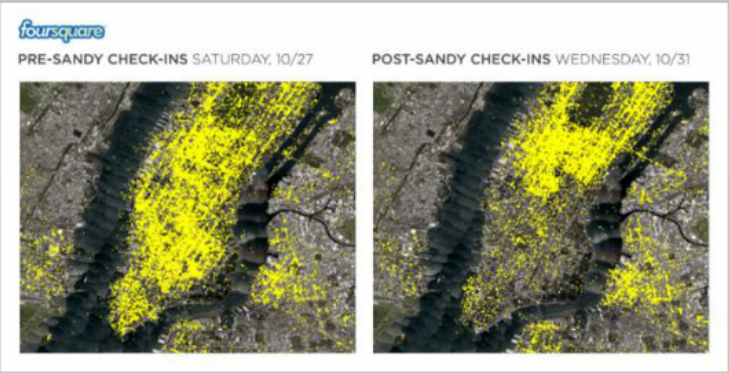 foursquare
PRE-SANDY CHECK-INS SATURDAY, 10/27
POST-SANDY CHECK-INS WEDNESDAY, 10/31